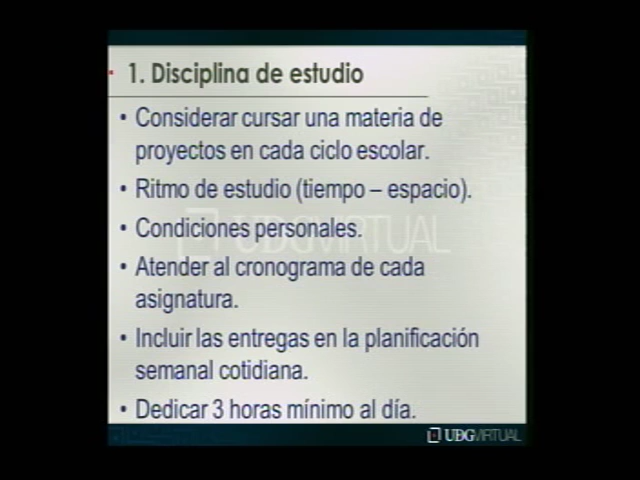 1. Disciplina de estudio
• Considerar cursar una materia de
proyectos en cada ciclo escolar.
• Ritmo de estudio (tiempo – espacio).
• Condiciones personales.
UDGVIRTUAL
• Atender al cronograma de cada
asignatura.
• Incluir las entregas en la planificación
semanal cotidiana.
• Dedicar 3 horas mínimo al día.
UDGVIRTUAL